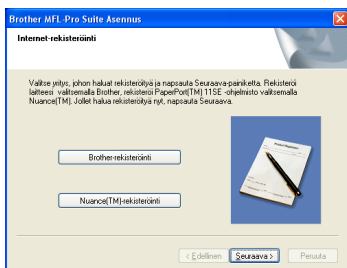 Brother MFL-Pro Suite Asennus
Internet-rekisteröinti
Valitse yritys, johon haluat rekisteröityä ja napsauta Seuraava-painiketta. Rekisteröi
laitteesi valitsemalla Brother, rekisteröi PaperPort(TM) 11SE -ohjelmisto valitsemalla
Nuance(TM). Jollet halua rekisteröityä nyt, napsauta Seuraava.
Brother-rekisteröinti
Product Registration
Nuance(TM)-rekisteröinti
< Edellinen
Seuraava >
Peruuta